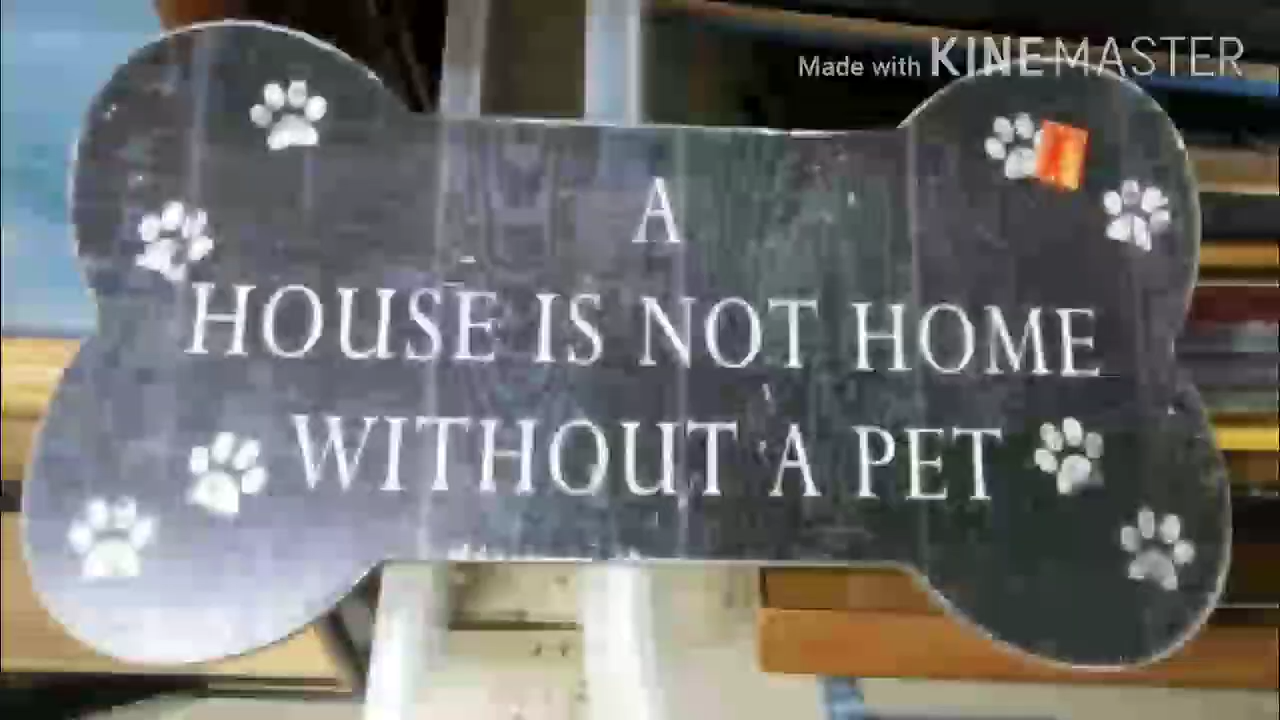 Made with KINEMASTER
A
HOUSE IS NOT HOME
WITHOUT A PET